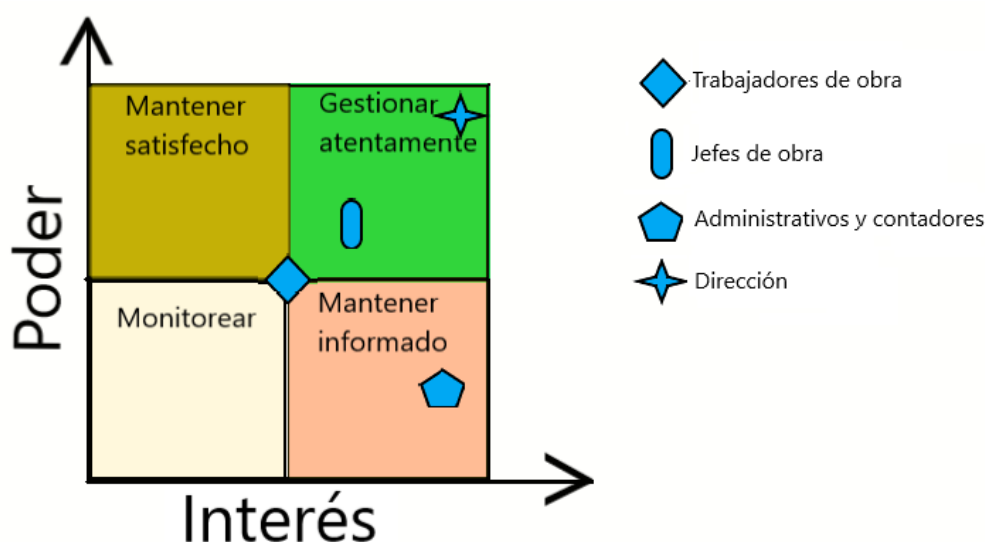 Mantener
satisfecho
Gestionar
atentamente
Monitorear
Mantener
informado
Poder
Interés
Trabajadores de obra
Jefes de obra
Administrativos y contadores
Dirección